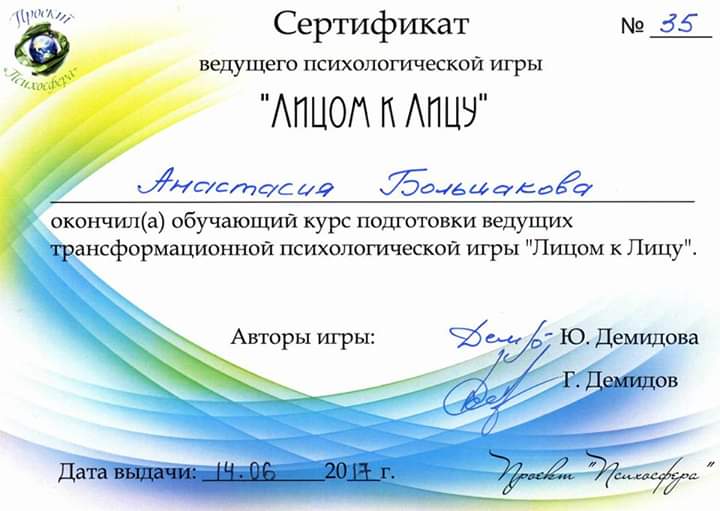 Проект
"Психосфера"
Сертификат
№ 35
ведущего психологической игры
"Лицом к Лицу"
Анастасия Большакова
окончил(а) обучающий курс подготовки ведущих
трансформационной психологической игры "Лицом к Лицу".
Авторы игры: Ю. Демидова
Г. Демидов
Дата выдачи: 14.06 2017г.
Проект "Психосфера"